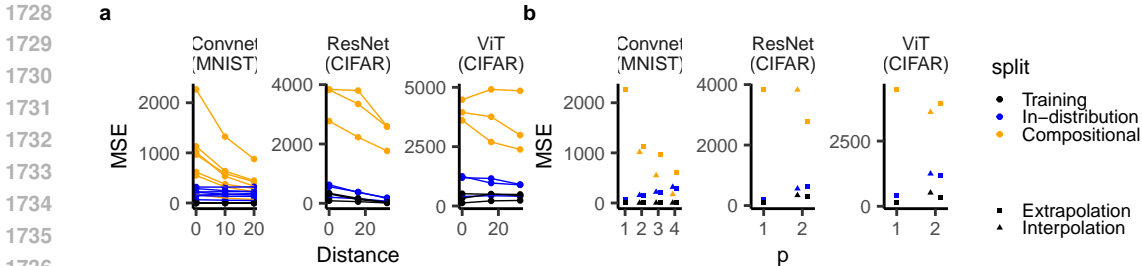 1728
1729
1730
1731
1732
1733
1734
1735
a
b
Convnet
(MNIST)
ResNet
(CIFAR)
ViT
(CIFAR)
MSE
2000
1000
0
4000
2000
0
5000
2500
0
0 10 20
0 20
0 20
Distance
Convnet
(MNIST)
ResNet
(CIFAR)
ViT
(CIFAR)
MSE
2000
1000
0
4000
2000
0
2500
0
1 2 3 4
1 2
1 2
p
split
Training
In-distribution
Compositional
Extrapolation
Interpolation